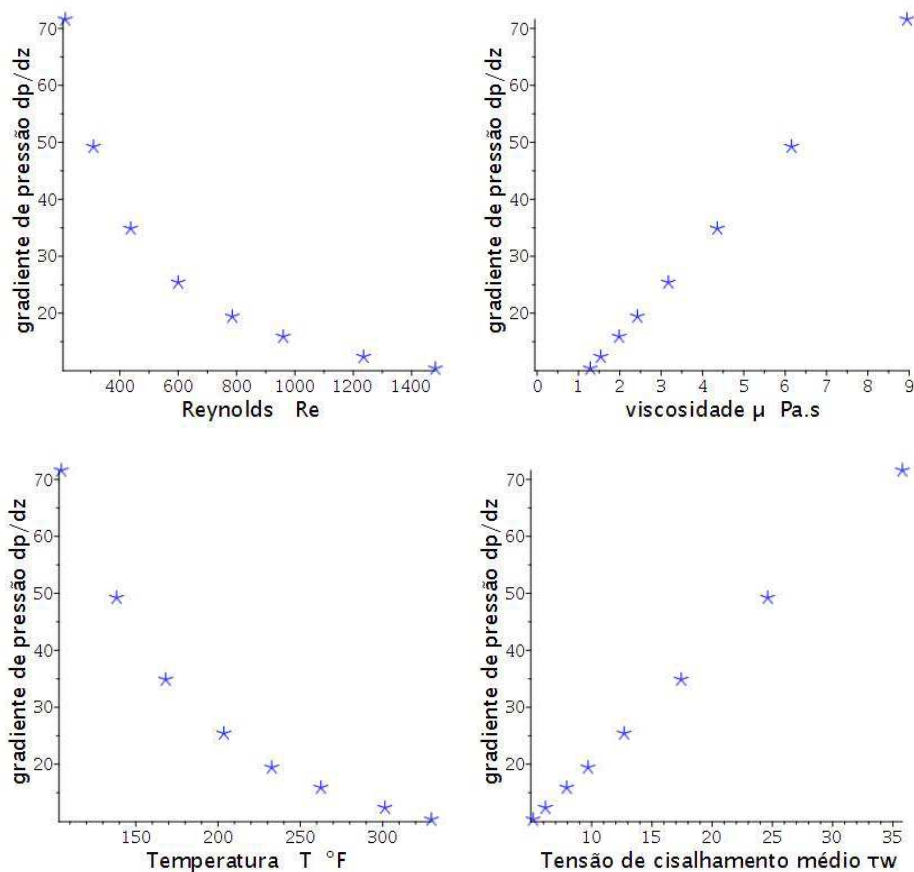 gradiente de pressão dp/dz
70
60
50
40
30
20
400 600 800 1000 1200 1400
Reynolds Re
gradiente de pressão dp/dz
70
60
50
40
30
20
0 1 2 3 4 5 6 7 8 9
viscosidade μ Pa.s
gradiente de pressão dp/dz
70
60
50
40
30
20
150 200 250 300
Temperatura T °F
gradiente de pressão dp/dz
70
60
50
40
30
20
10 15 20 25 30 35
Tensão de cisalhamento médio τw